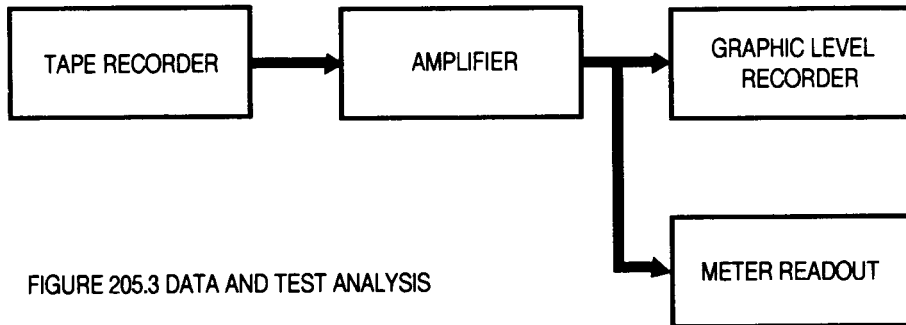 TAPE RECORDER
AMPLIFIER
GRAPHIC LEVEL
RECORDER
METER READOUT
FIGURE 205.3 DATA AND TEST ANALYSIS